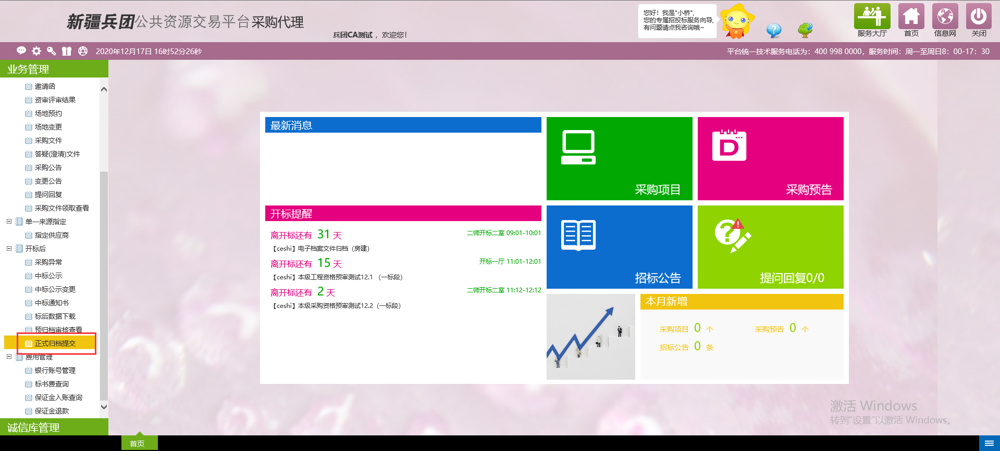 新疆兵团公共资源交易平台 采购代理
兵团CA测试，欢迎您！
您好！我是"小桥",
您的专属招投标服务向导,
有问题请点我咨询哦~
服务大厅
首页
信息网
关闭
2020年12月17日 16时52分26秒
平台统一技术服务电话为：400 998 0000，服务时间：周一至周日8：00-17：30
业务管理
邀请函
资审评审结果
场地预约
场地变更
采购文件
答疑(澄清)文件
采购公告
变更公告
提问回复
采购文件领取查看
单一来源指定
指定供应商
开标后
采购异常
中标公示
中标公示变更
中标通知书
标后数据下载
预归档审核查看
正式归档提交
费用管理
银行账号管理
标书费查询
保证金入账查询
保证金退款
诚信库管理
最新消息
开标提醒
离开标还有 31 天
二师开标二室 09:01-10:01
【ceshi】电子档案文件归档（房建）
离开标还有 15 天
开标一厅 11:01-12:01
【ceshi】本级工程资格预审测试12.1 （一标段）
离开标还有 2 天
二师开标二室 11:12-12:12
【ceshi】本级采购资格预审测试12.2（一标段）
采购项目
D
采购预告
招标公告
提问回复0/0
本月新增
采购项目 0 个
采购预告 0 个
招标公告 0 条
激活 Windows
转到"设置"以激活 Windows。
首页